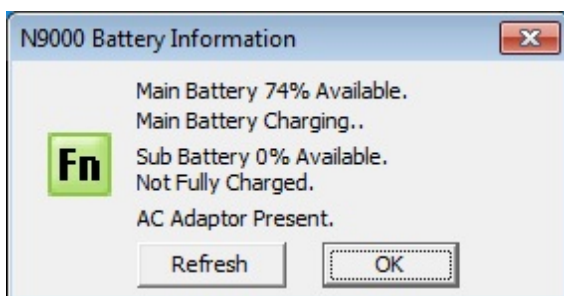 N9000 Battery Information
Main Battery 74% Available.
Main Battery Charging..
Fn
Sub Battery 0% Available.
Not Fully Charged.
AC Adaptor Present.
Refresh
OK